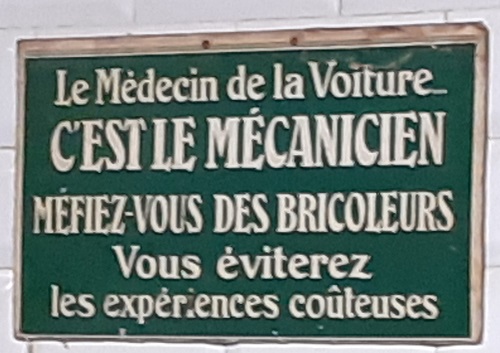 Le Médecin de la Voiture...
C'EST LE MÉCANICIEN
MÉFIEZ-VOUS DES BRICOLEURS
Vous éviterez
les expériences coûteuses